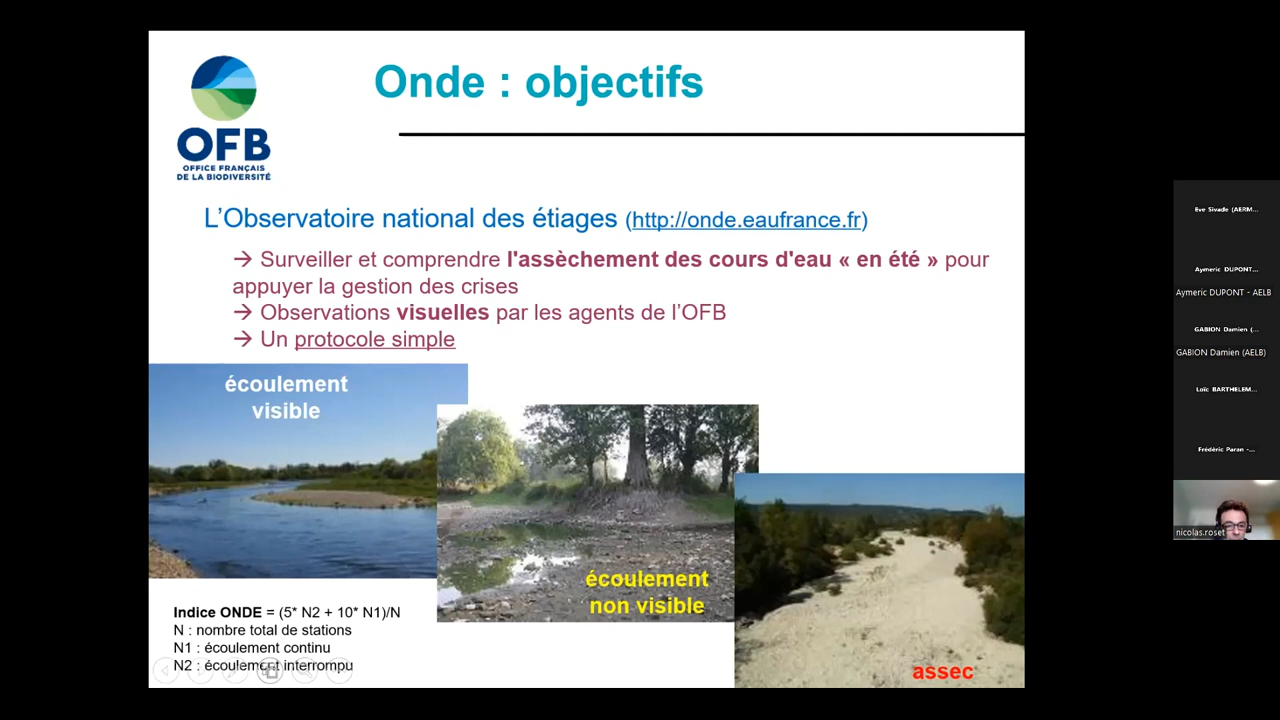 Onde : objectifs
OFB
OFFICE FRANÇAIS
DE LA BIODIVERSITÉ
L'Observatoire national des étiages (http://onde.eaufrance.fr)
→ Surveiller et comprendre l'assèchement des cours d'eau « en été » pour
appuyer la gestion des crises
→ Observations visuelles par les agents de l'OFB
→ Un protocole simple
écoulement
visible
écoulement
non visible
assec
Indice ONDE = (5* N2 + 10* N1)/N
N : nombre total de stations
N1 : écoulement continu
N2 : écoulement interrompu
Eve Sivade (AERM...
Aymeric DUPONT...
Aymeric DUPONT - AELB
GABION Damien (...
GABION Damien (AELB)
Loïc BARTHELEM...
Frédéric Paran -...
nicolas.roset